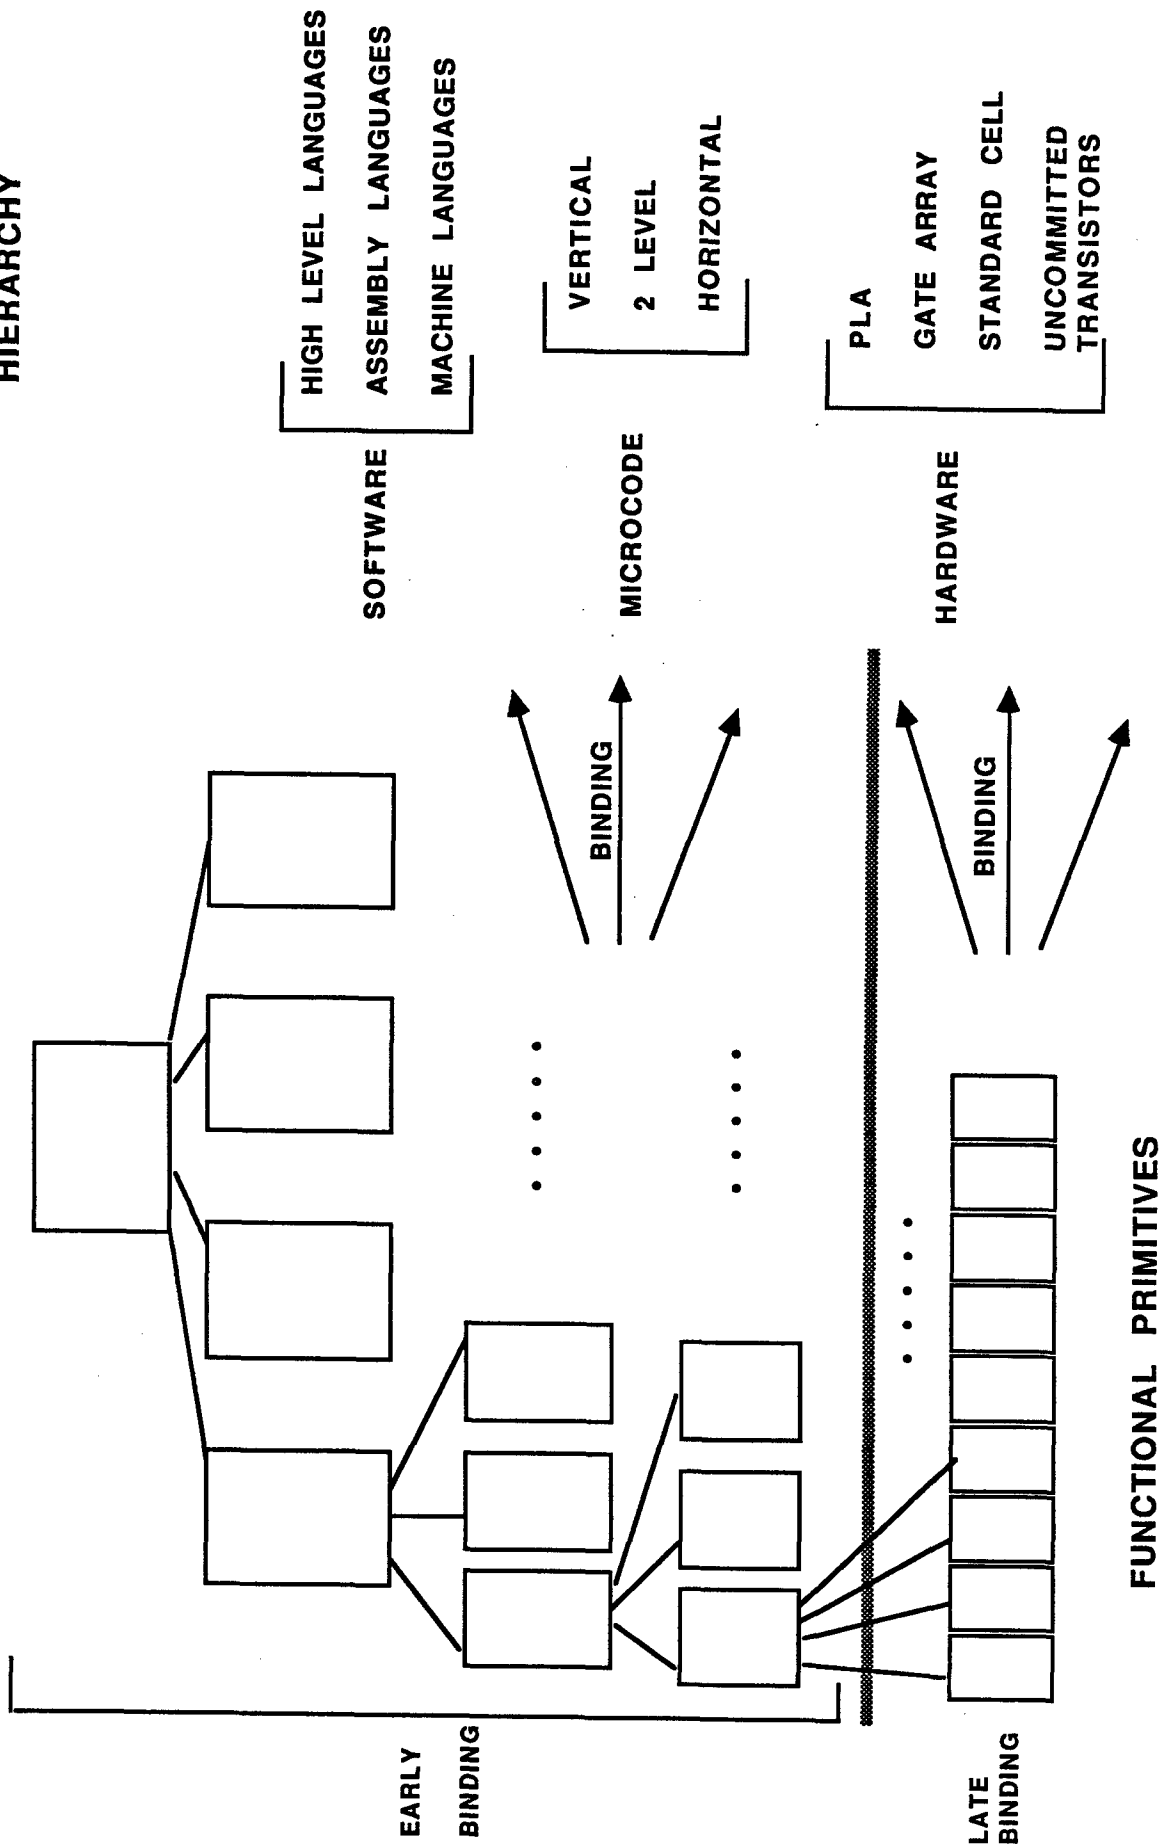 HIERARCHY
HIGH LEVEL LANGUAGES
SOFTWARE
ASSEMBLY LANGUAGES
MACHINE LANGUAGES
EARLY
BINDING
VERTICAL
BINDING
MICROCODE
2 LEVEL
HORIZONTAL
PLA
GATE ARRAY
HARDWARE
STANDARD CELL
UNCOMMITTED
TRANSISTORS
BINDING
LATE
BINDING
FUNCTIONAL PRIMITIVES